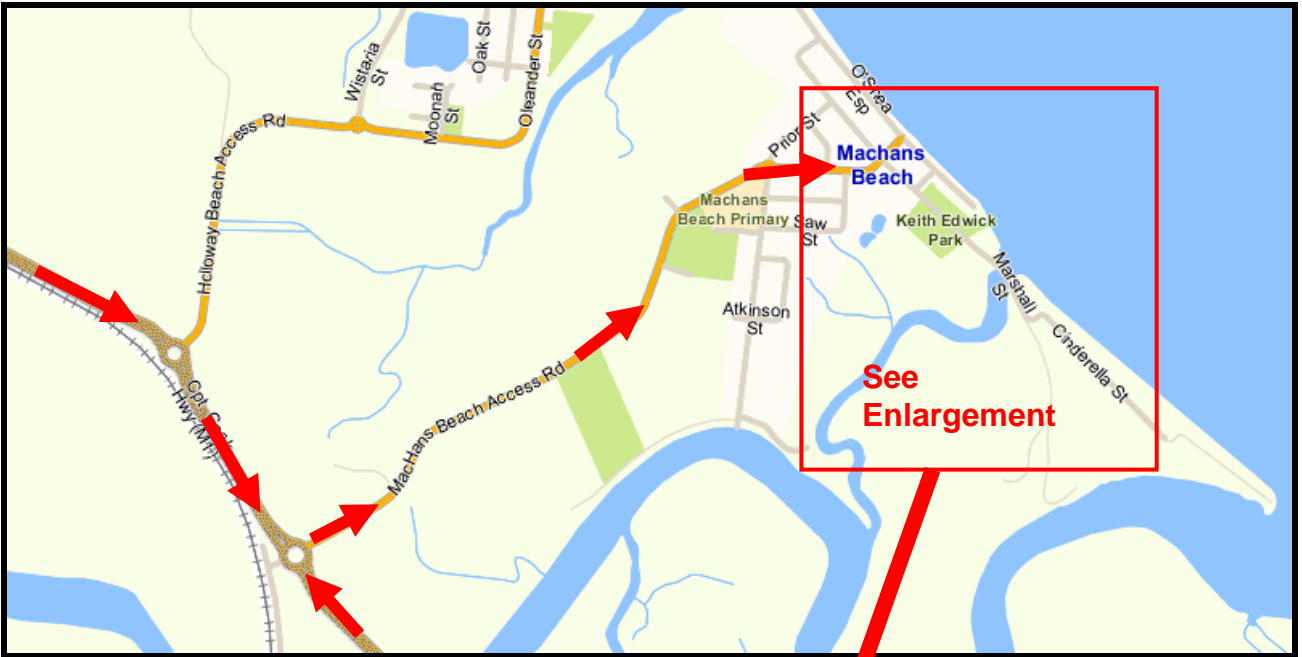 Oak St
Wistaria
St
Moonah
St
Oleander St
Holloway Beach Access Rd
O'Shea
Esp
Prior St
Machans
Beach
Machans
Beach Primary
Saw
St
Keith Edwick
Park
Marshall
St
Atkinson
St
Cinderella St
MacHans Beach Access Rd
Cpt. Cook
Hwy (M1)
See
Enlargement